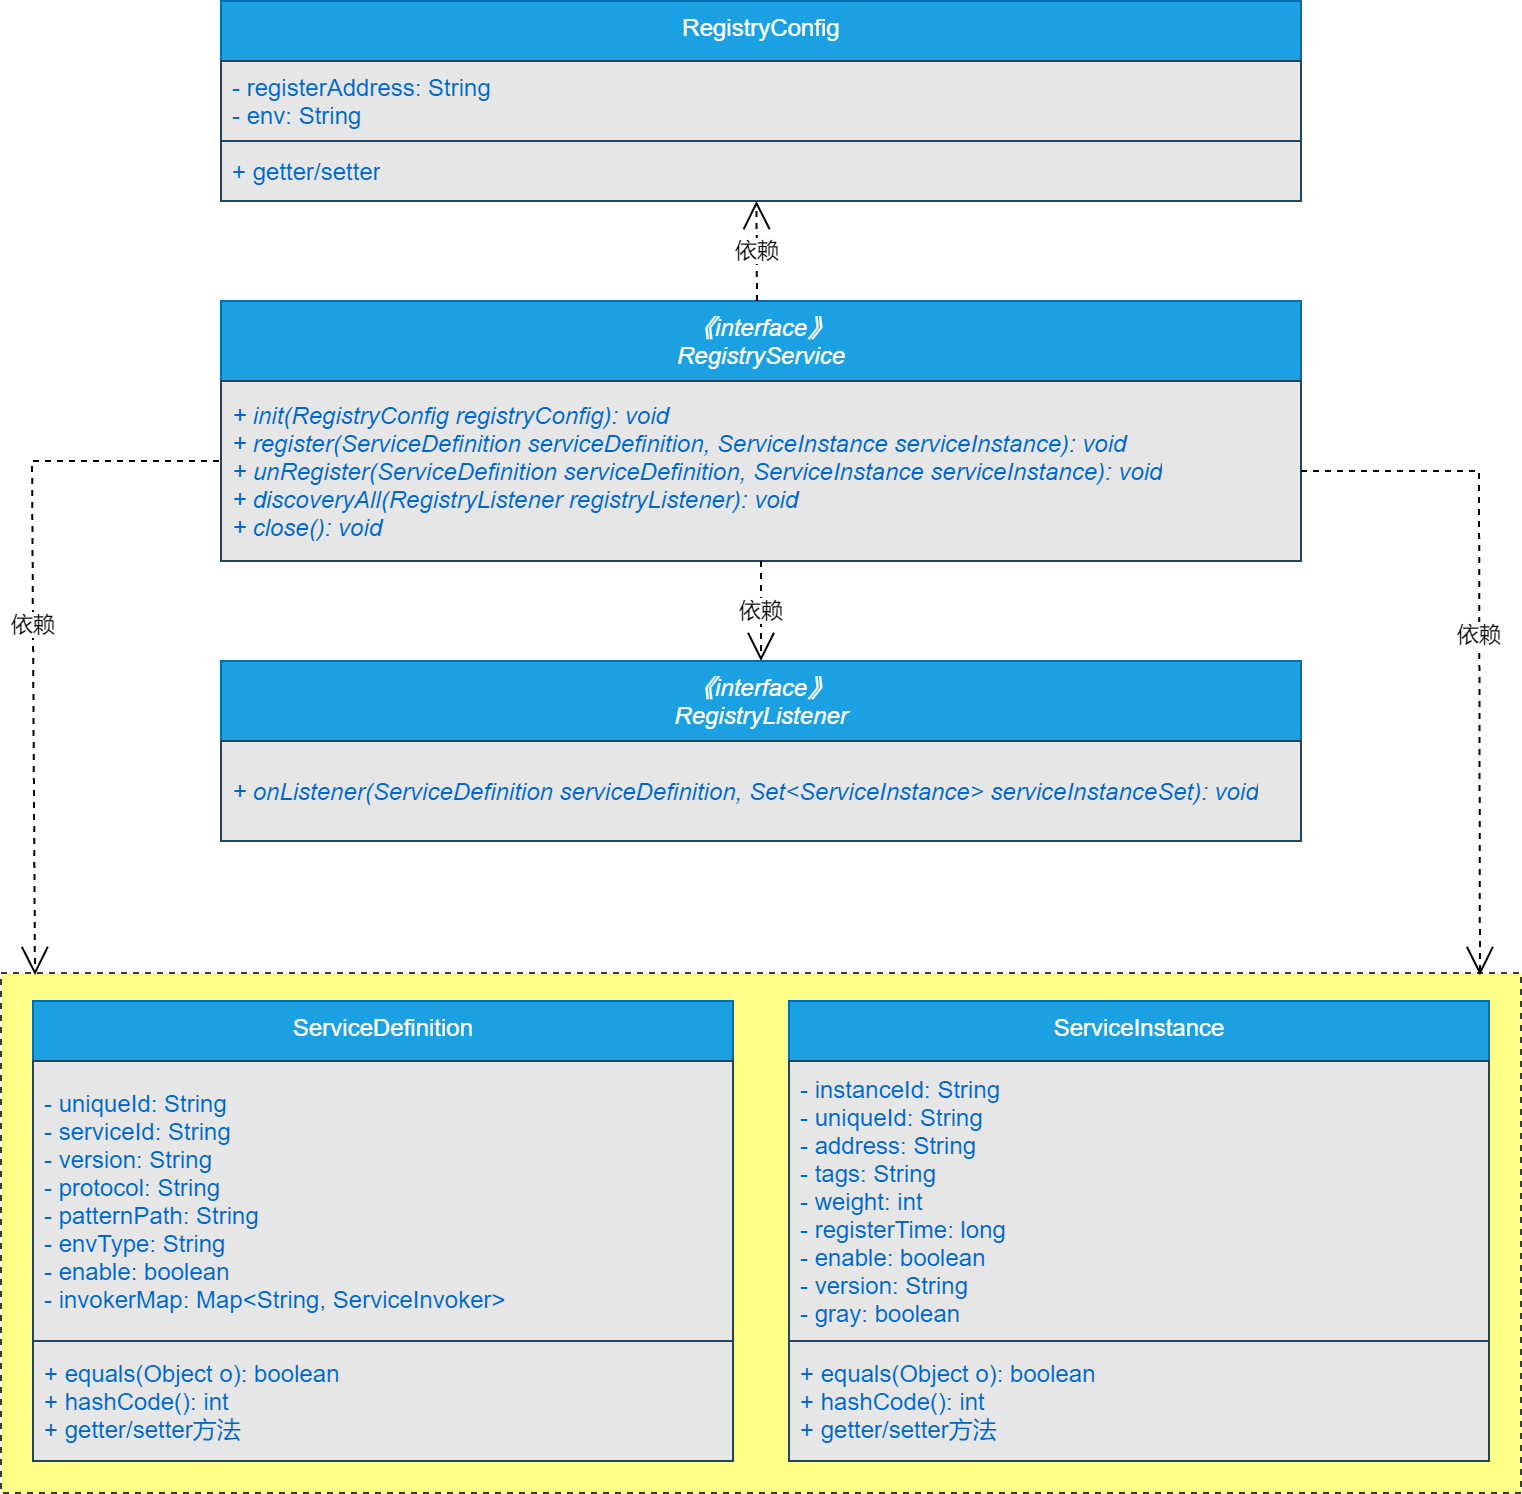 RegistryConfig
- registerAddress: String
- env: String
+ getter/setter
依赖
《interface》
RegistryService
+ init(RegistryConfig registryConfig): void
+ register(ServiceDefinition serviceDefinition, ServiceInstance serviceInstance): void
+ unRegister(ServiceDefinition serviceDefinition, ServiceInstance serviceInstance): void
+ discoveryAll(RegistryListener registryListener): void
+ close(): void
依赖
依赖
依赖
《interface》
RegistryListener
+ onListener(ServiceDefinition serviceDefinition, Set<ServiceInstance> serviceInstanceSet): void
ServiceDefinition
- uniqueId: String
- serviceId: String
- version: String
- protocol: String
- patternPath: String
- envType: String
- enable: boolean
- invokerMap: Map<String, ServiceInvoker>
+ equals(Object o): boolean
+ hashCode(): int
+ getter/setter方法
ServiceInstance
- instanceId: String
- uniqueId: String
- address: String
- tags: String
- weight: int
- registerTime: long
- enable: boolean
- version: String
- gray: boolean
+ equals(Object o): boolean
+ hashCode(): int
+ getter/setter方法